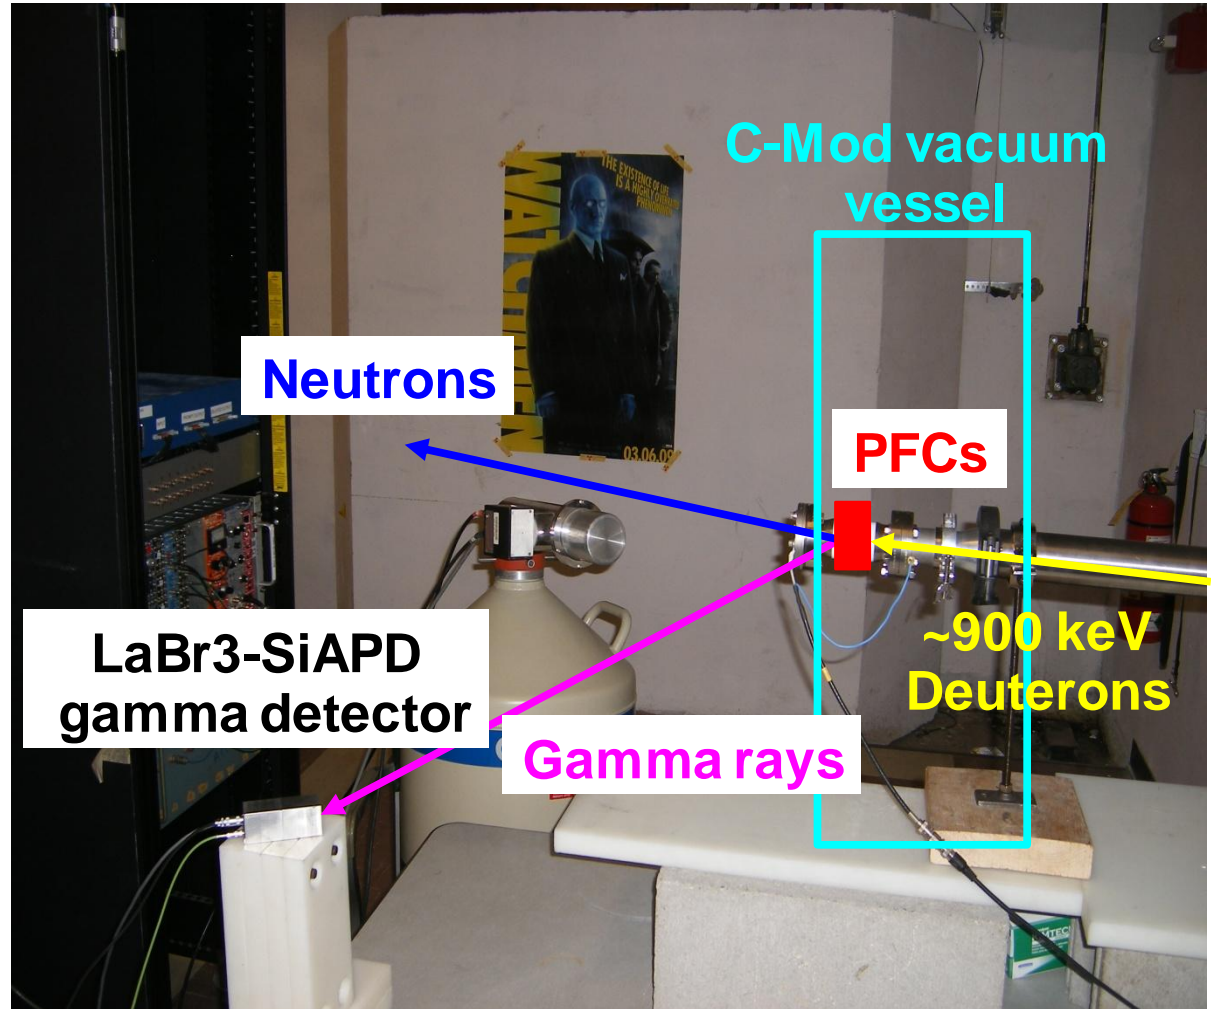 C-Mod vacuum
vessel
THE EXISTENCE OF LIFE
IS A HIGHLY OVERRATED
PHENOMENON
WATCHMEN
03.06.09
Neutrons
PFCs
~900 keV
Deuterons
LaBr3-SiAPD
gamma detector
Gamma rays